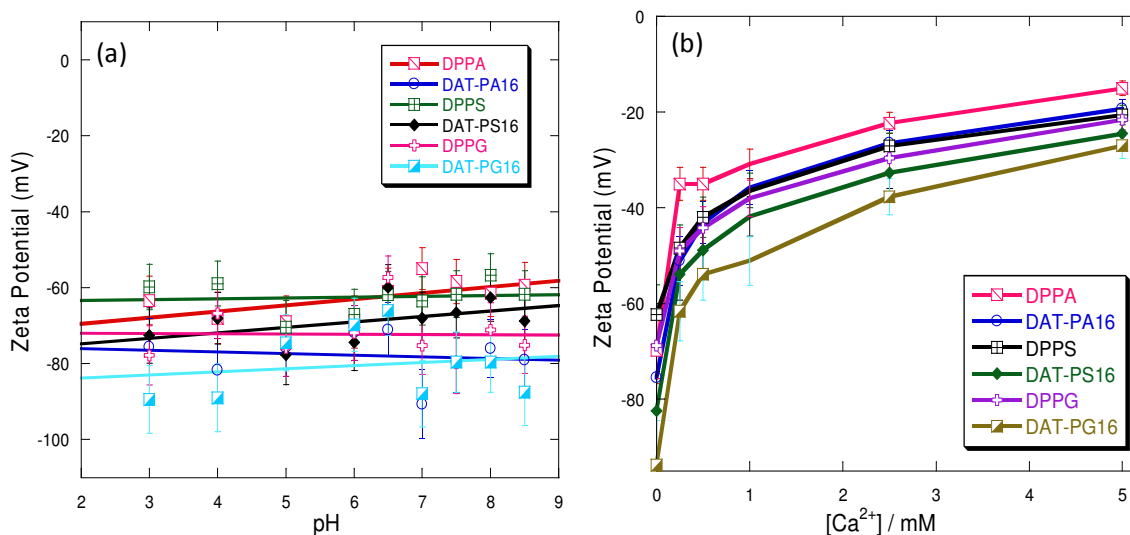 (a)
Zeta Potential (mV)
0
-20
-40
-60
-80
-100
2 3 4 5 6 7 8 9
pH
DPPA
DAT-PA16
DPPS
DAT-PS16
DPPG
DAT-PG16
(b)
Zeta Potential (mV)
0
-20
-40
-60
-80
0 1 2 3 4 5
[Ca²⁺] / mM
DPPA
DAT-PA16
DPPS
DAT-PS16
DPPG
DAT-PG16